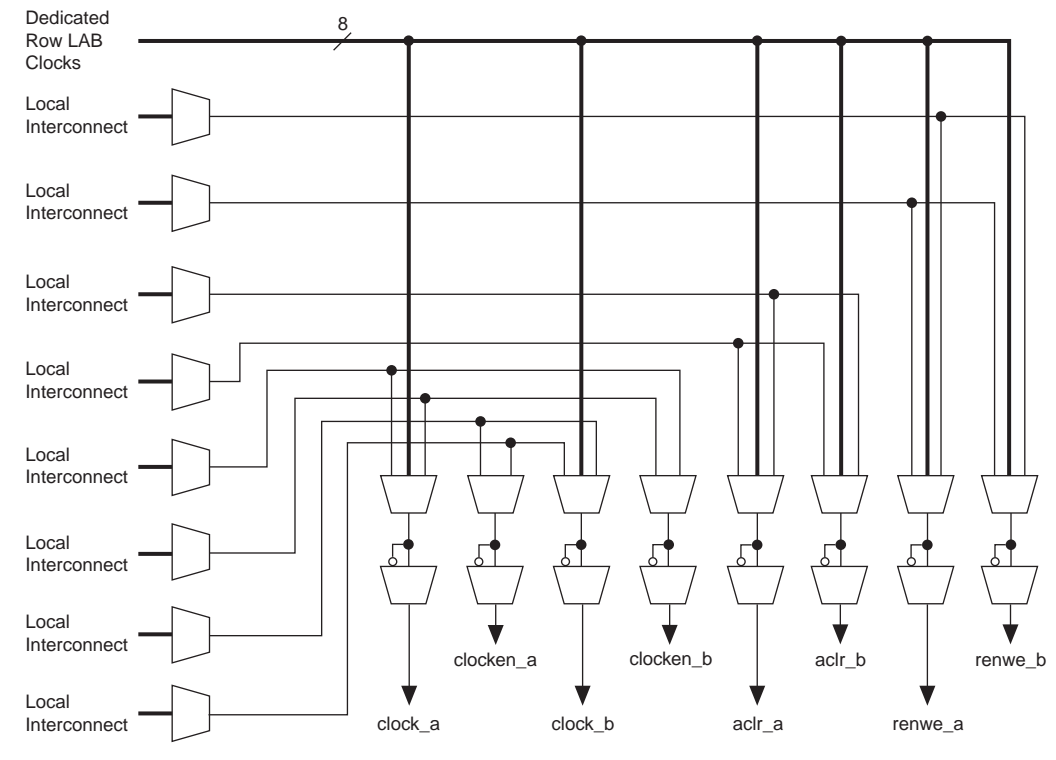 Dedicated
Row LAB
Clocks
8
Local
Interconnect
Local
Interconnect
Local
Interconnect
Local
Interconnect
Local
Interconnect
Local
Interconnect
Local
Interconnect
Local
Interconnect
clocken_a
clocken_b
aclr_b
renwe_b
clock_a
clock_b
aclr_a
renwe_a